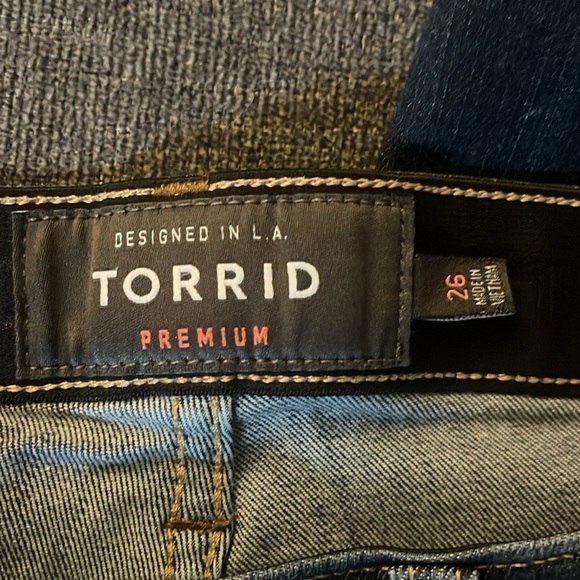 DESIGNED IN L.A.
TORRID
PREMIUM
26
MADE IN
VIETNAM